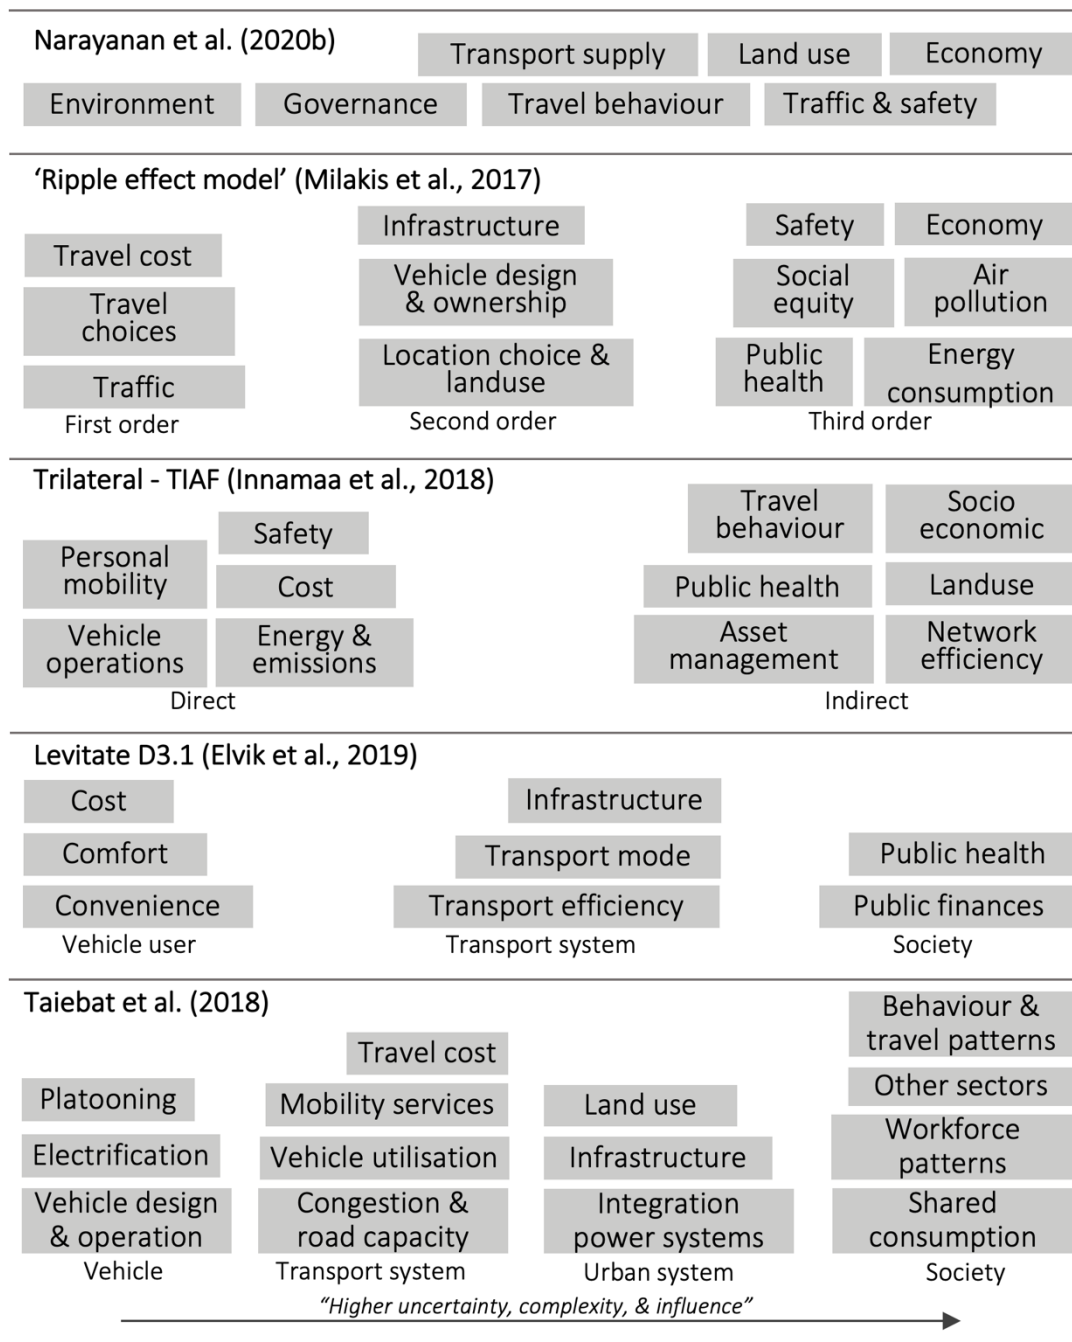 Narayanan et al. (2020b)
Transport supply
Land use
Economy
Environment
Governance
Travel behaviour
Traffic & safety
‘Ripple effect model’ (Milakis et al., 2017)
Travel cost
Travel
choices
Traffic
First order
Infrastructure
Vehicle design
& ownership
Location choice &
landuse
Second order
Safety
Economy
Social
equity
Air
pollution
Public
health
Energy
consumption
Third order
Trilateral - TIAF (Innamaa et al., 2018)
Personal
mobility
Safety
Cost
Vehicle
operations
Energy &
emissions
Direct
Travel
behaviour
Socio
economic
Public health
Landuse
Asset
management
Network
efficiency
Indirect
Levitate D3.1 (Elvik et al., 2019)
Cost
Comfort
Convenience
Vehicle user
Infrastructure
Transport mode
Transport efficiency
Transport system
Public health
Public finances
Society
Taiebat et al. (2018)
Platooning
Electrification
Vehicle design
& operation
Vehicle
Travel cost
Mobility services
Vehicle utilisation
Congestion &
road capacity
Transport system
Land use
Infrastructure
Integration
power systems
Urban system
Behaviour &
travel patterns
Other sectors
Workforce
patterns
Shared
consumption
Society
“Higher uncertainty, complexity, & influence”